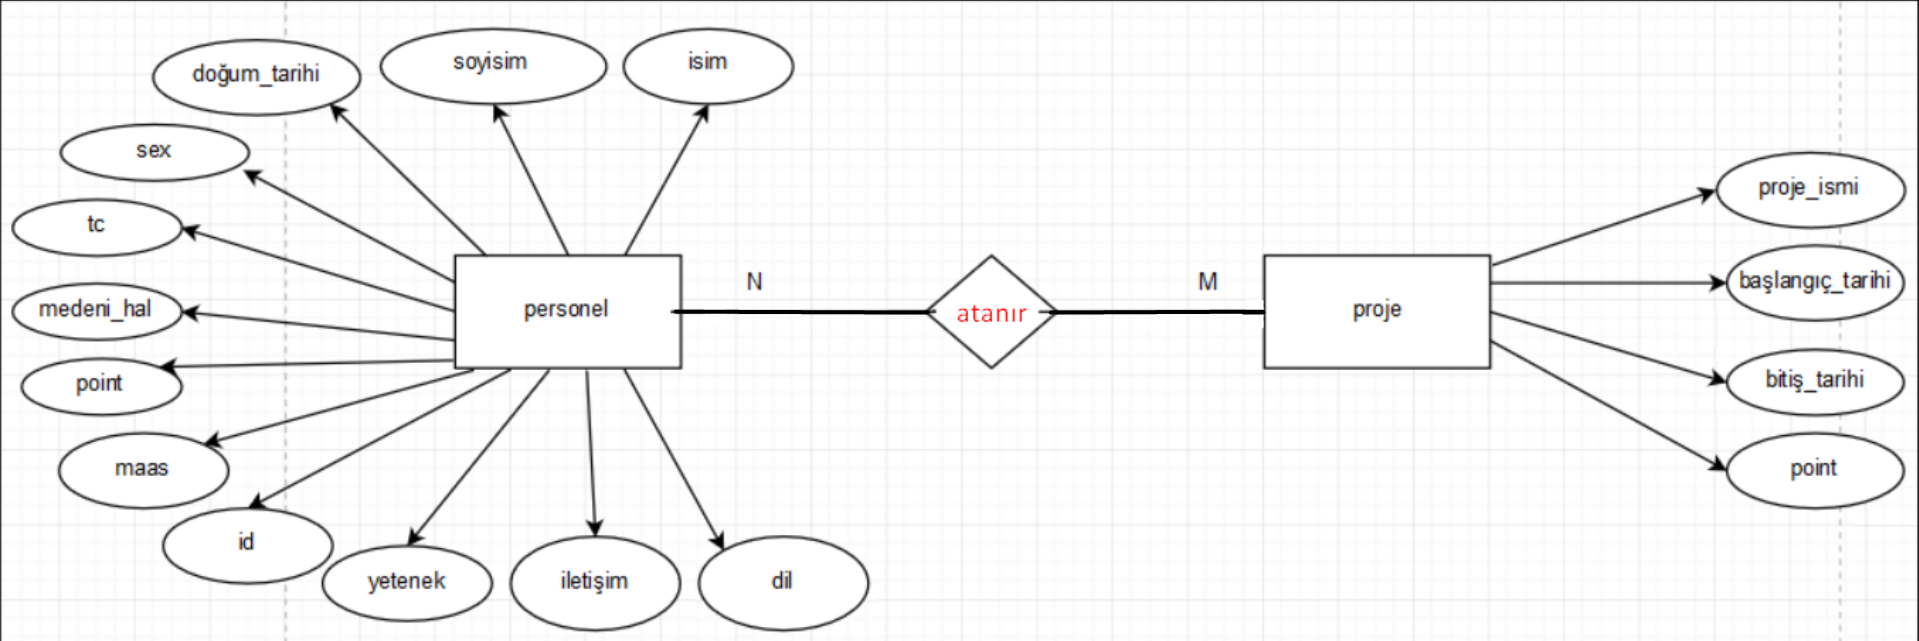 doğum_tarihi
soyisim
isim
sex
tc
medeni_hal
point
maas
id
yetenek
iletişim
dil
personel
N
atanır
M
proje
proje_ismi
başlangıç_tarihi
bitiş_tarihi
point